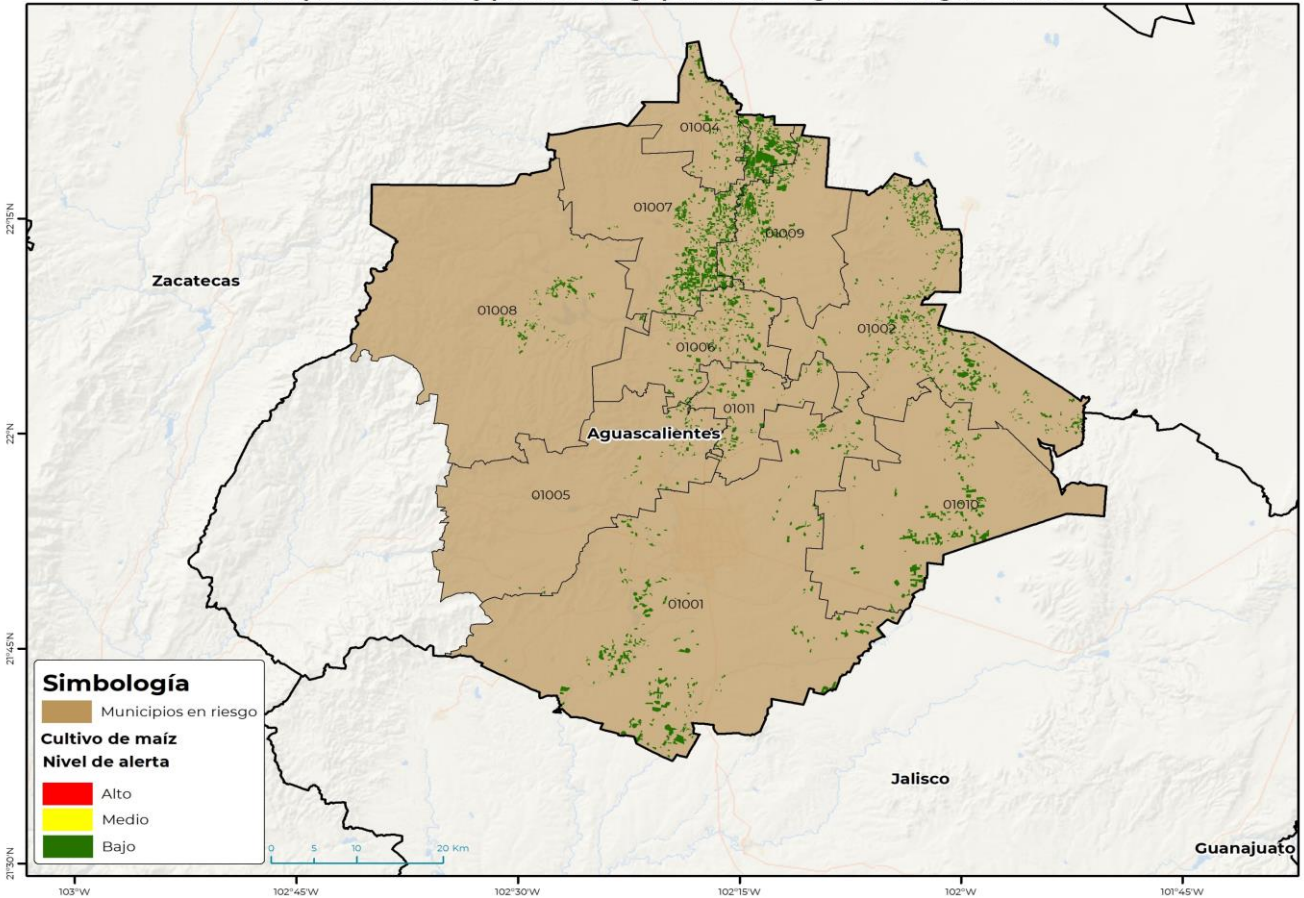 01004
01007
01009
Zacatecas
01008
01002
01006
01011
Aguascalientes
01005
01010
01001
Jalisco
Guanajuato
Simbología
Municipios en riesgo
Cultivo de maíz
Nivel de alerta
Alto
Medio
Bajo
0 5 10 20 Km
22°15'N
22°N
21°45'N
21°30'N
103°W 102°45'W 102°30'W 102°15'W 102°W 101°45'W